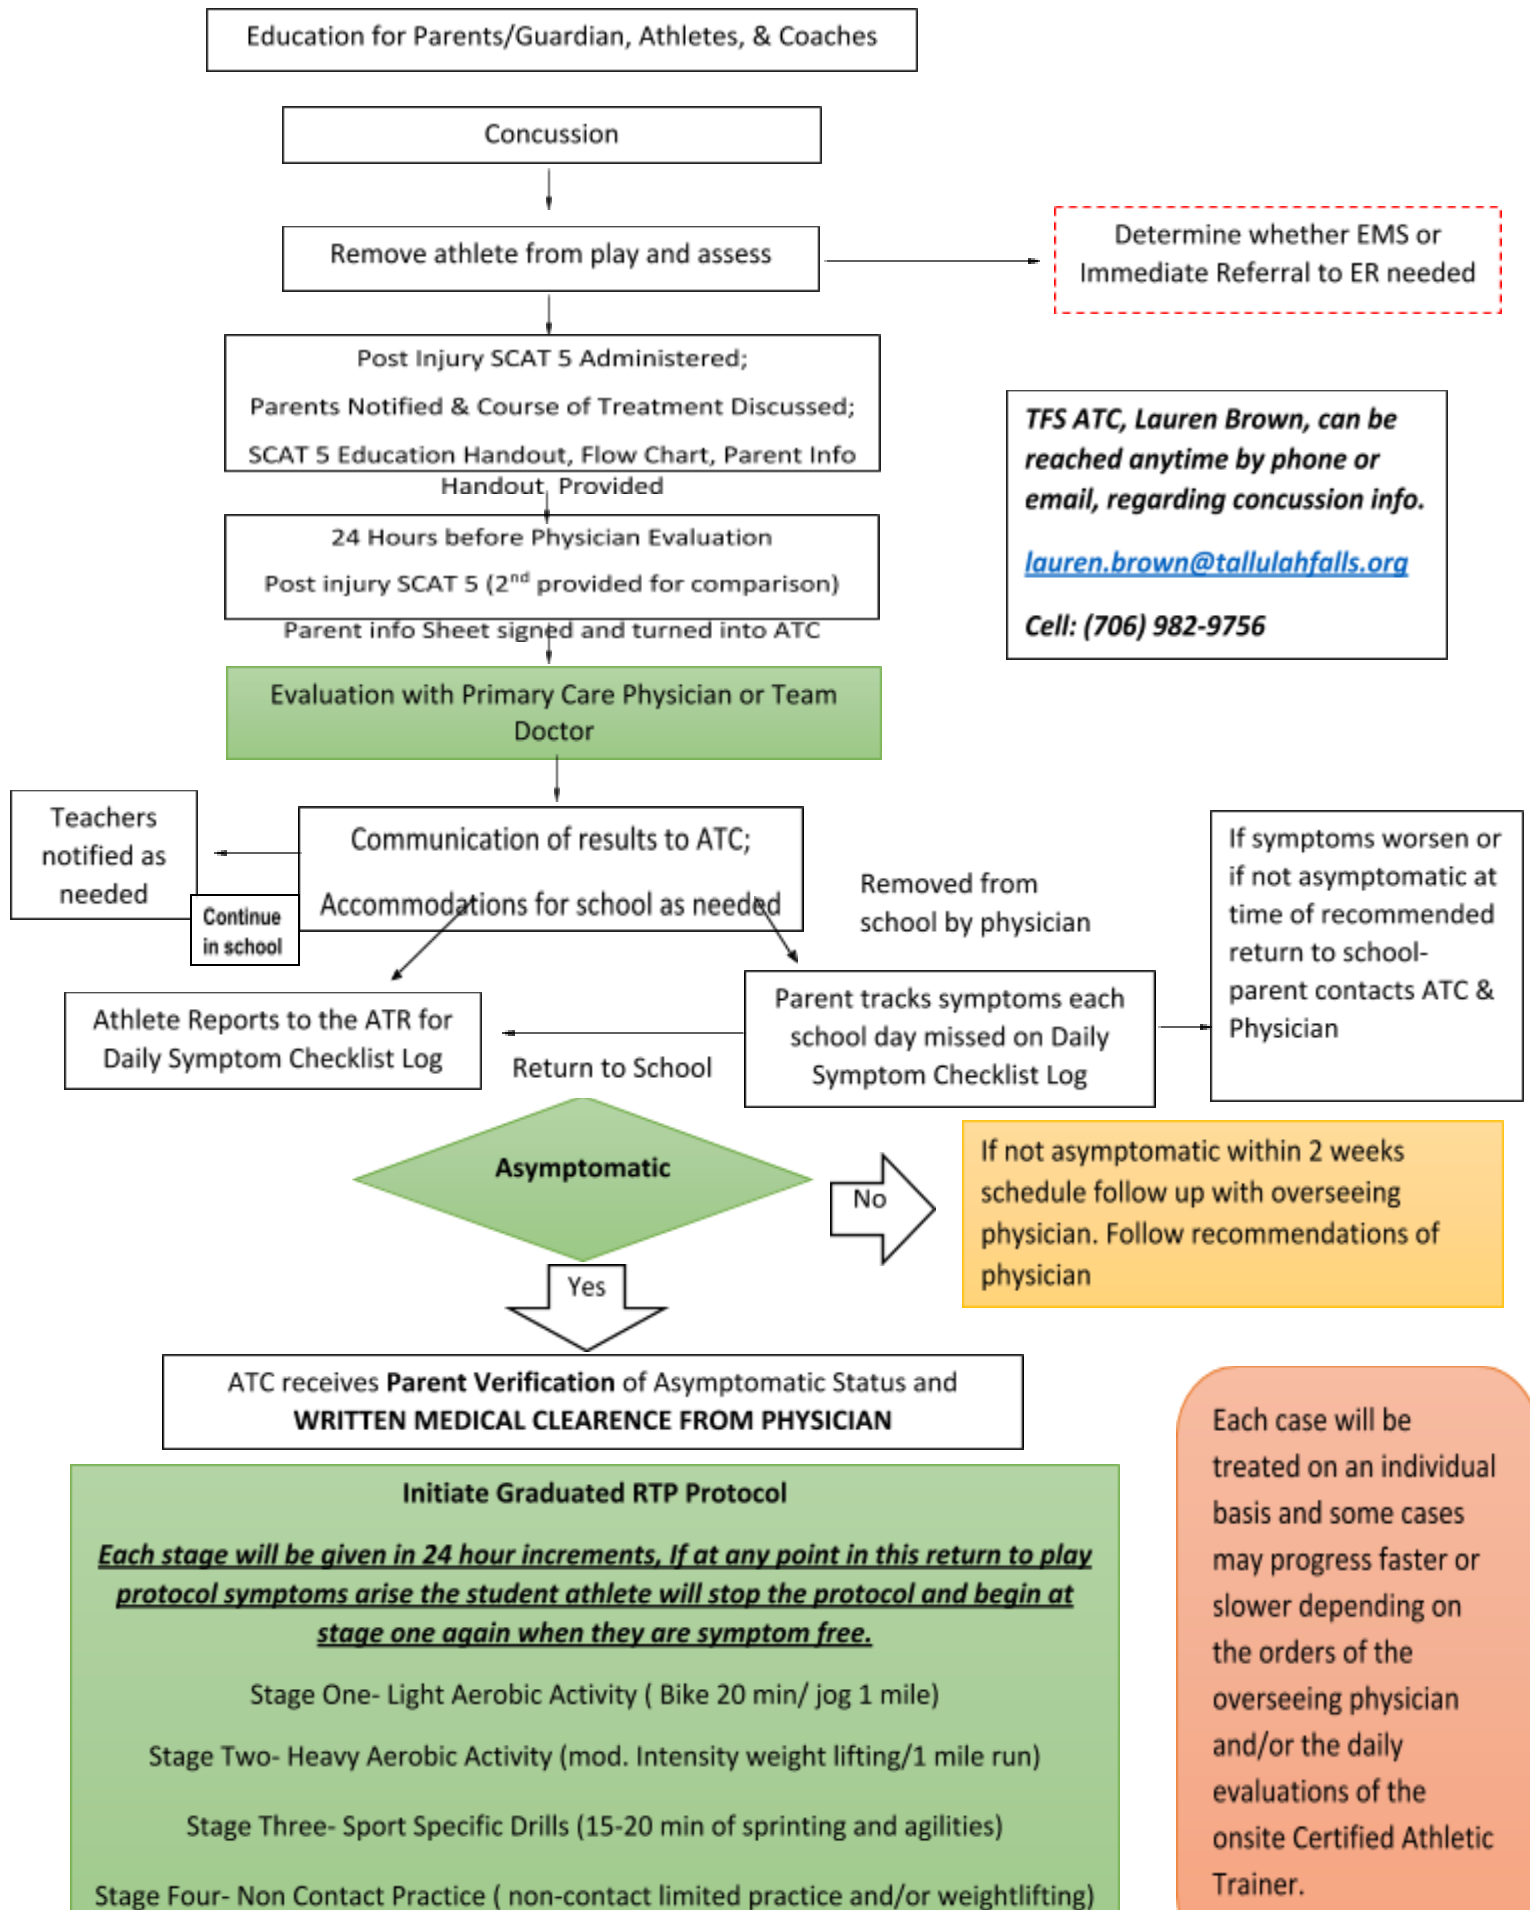 Education for Parents/Guardian, Athletes, & Coaches
Concussion
Remove athlete from play and assess
Determine whether EMS or
Immediate Referral to ER needed
Post Injury SCAT 5 Administered;
Parents Notified & Course of Treatment Discussed;
SCAT 5 Education Handout, Flow Chart, Parent Info
Handout Provided
TFS ATC, Lauren Brown, can be
reached anytime by phone or
email, regarding concussion info.
lauren.brown@tallulahfalls.org
Cell: (706) 982-9756
24 Hours before Physician Evaluation
Post injury SCAT 5 (2nd provided for comparison)
Parent info Sheet signed and turned into ATC
Evaluation with Primary Care Physician or Team
Doctor
Teachers
notified as
needed
Continue
in school
Communication of results to ATC;
Accommodations for school as needed
Removed from
school by physician
If symptoms worsen or
if not asymptomatic at
time of recommended
return to school-
parent contacts ATC &
Physician
Athlete Reports to the ATR for
Daily Symptom Checklist Log
Return to School
Parent tracks symptoms each
school day missed on Daily
Symptom Checklist Log
Asymptomatic
No
If not asymptomatic within 2 weeks
schedule follow up with overseeing
physician. Follow recommendations of
physician
Yes
ATC receives Parent Verification of Asymptomatic Status and
WRITTEN MEDICAL CLEARENCE FROM PHYSICIAN
Initiate Graduated RTP Protocol
Each stage will be given in 24 hour increments, If at any point in this return to play
protocol symptoms arise the student athlete will stop the protocol and begin at
stage one again when they are symptom free.
Stage One- Light Aerobic Activity ( Bike 20 min/ jog 1 mile)
Stage Two- Heavy Aerobic Activity (mod. Intensity weight lifting/1 mile run)
Stage Three- Sport Specific Drills (15-20 min of sprinting and agilities)
Stage Four- Non Contact Practice ( non-contact limited practice and/or weightlifting)
Each case will be
treated on an individual
basis and some cases
may progress faster or
slower depending on
the orders of the
overseeing physician
and/or the daily
evaluations of the
onsite Certified Athletic
Trainer.